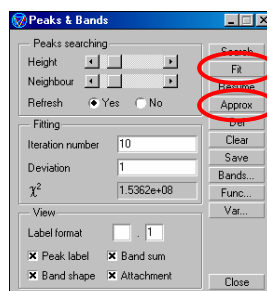 Peaks & Bands
Peaks searching
Height
Neighbour
Refresh Yes No
Fitting
Iteration number 10
Deviation 1
χ² 1.5362e+08
View
Label format . 1
Peak label Band sum
Band shape Attachment
Search
Fit
Resume
Approx
Del
Clear
Save
Bands...
Func...
Var...
Close